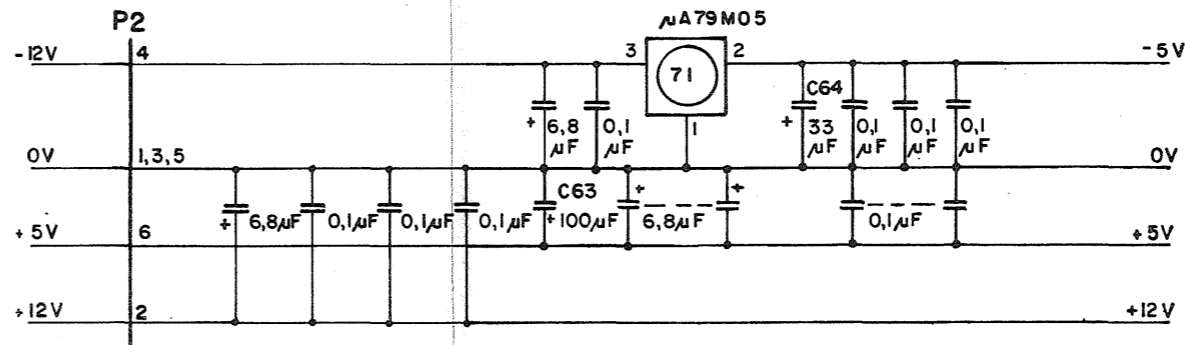 P2
µA79M05
-12V 4 3 71 2 -5V
C64
+ 6,8 µF 0,1 µF 1 + 33 µF 0,1 µF 0,1 µF 0,1 µF
0V 1,3,5 0V
C63
+ 6,8µF 0,1µF 0,1µF 0,1µF +100µF + 6,8µF + 0,1µF
+5V 6 +5V
+12V 2 +12V